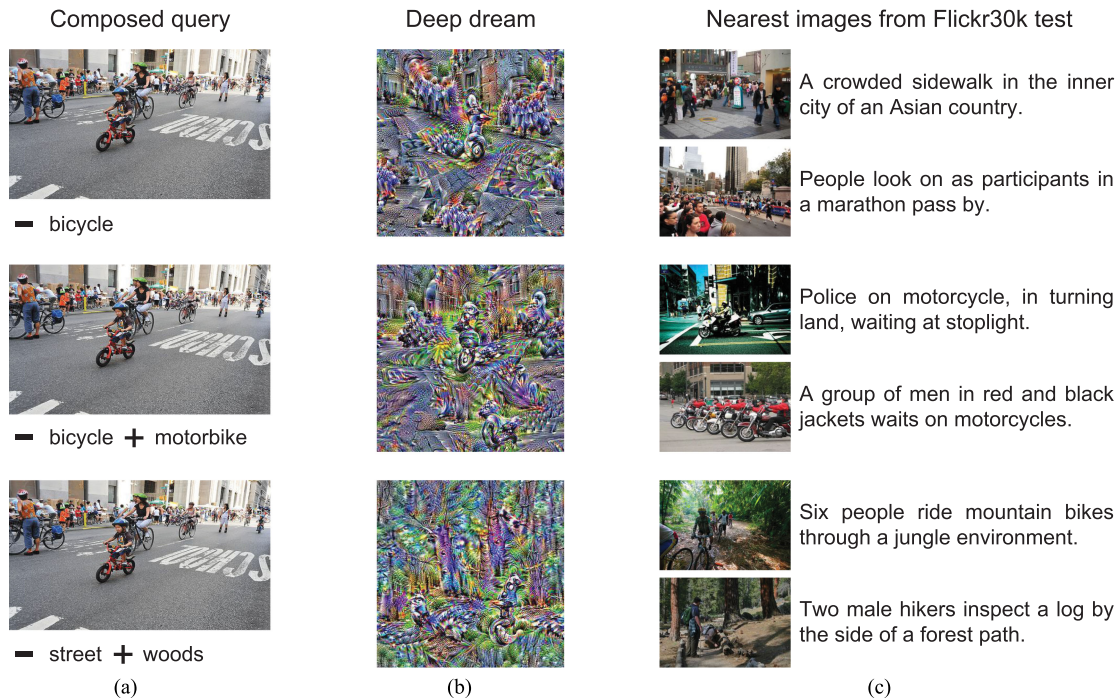 Composed query
Deep dream
Nearest images from Flickr30k test
SCHOOL
− bicycle
A crowded sidewalk in the inner
city of an Asian country.
People look on as participants in
a marathon pass by.
SCHOOL
− bicycle + motorbike
Police on motorcycle, in turning
land, waiting at stoplight.
A group of men in red and black
jackets waits on motorcycles.
SCHOOL
− street + woods
Six people ride mountain bikes
through a jungle environment.
Two male hikers inspect a log by
the side of a forest path.
(a)
(b)
(c)